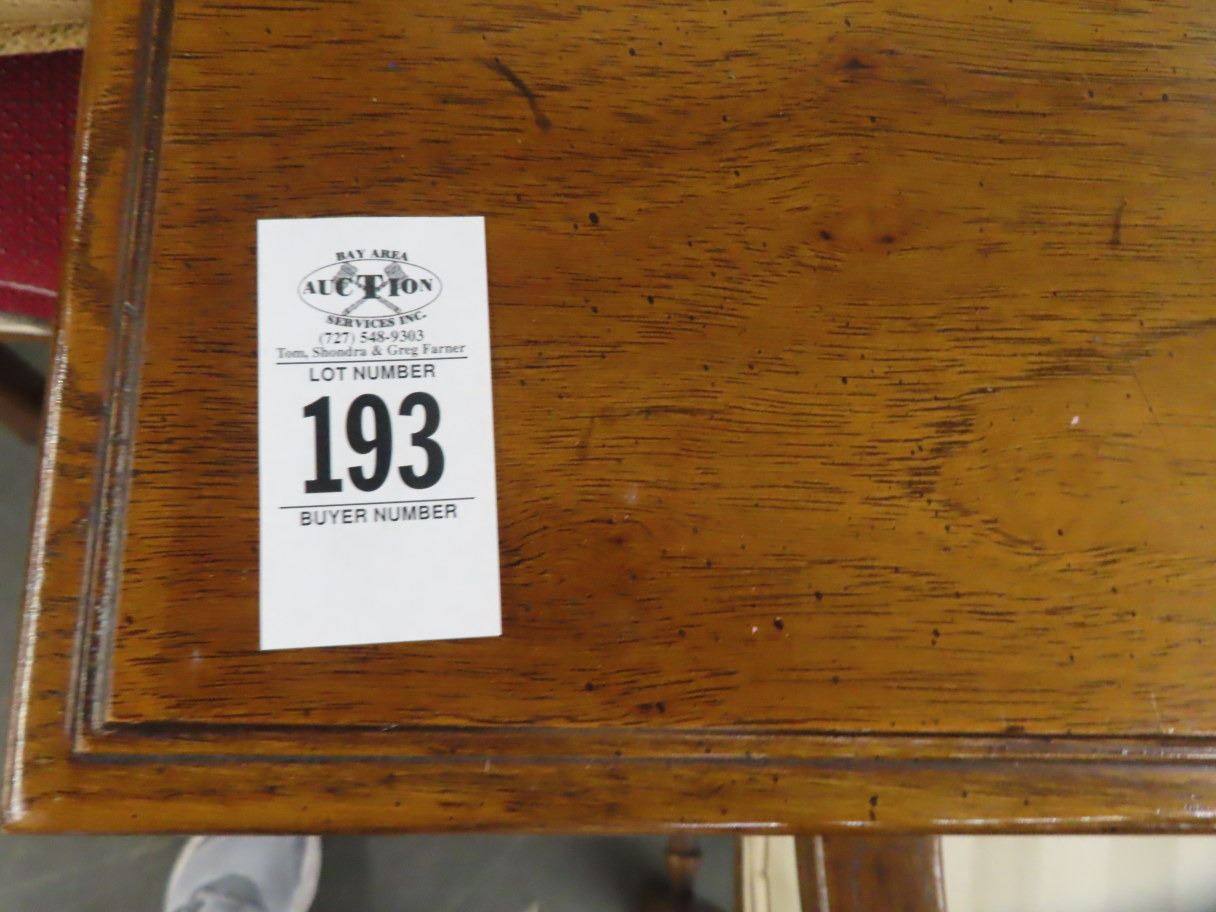 BAY AREA
AUCTION
SERVICES INC.
(727) 548-9303
Tom, Shondra & Greg Farner
LOT NUMBER
193
BUYER NUMBER